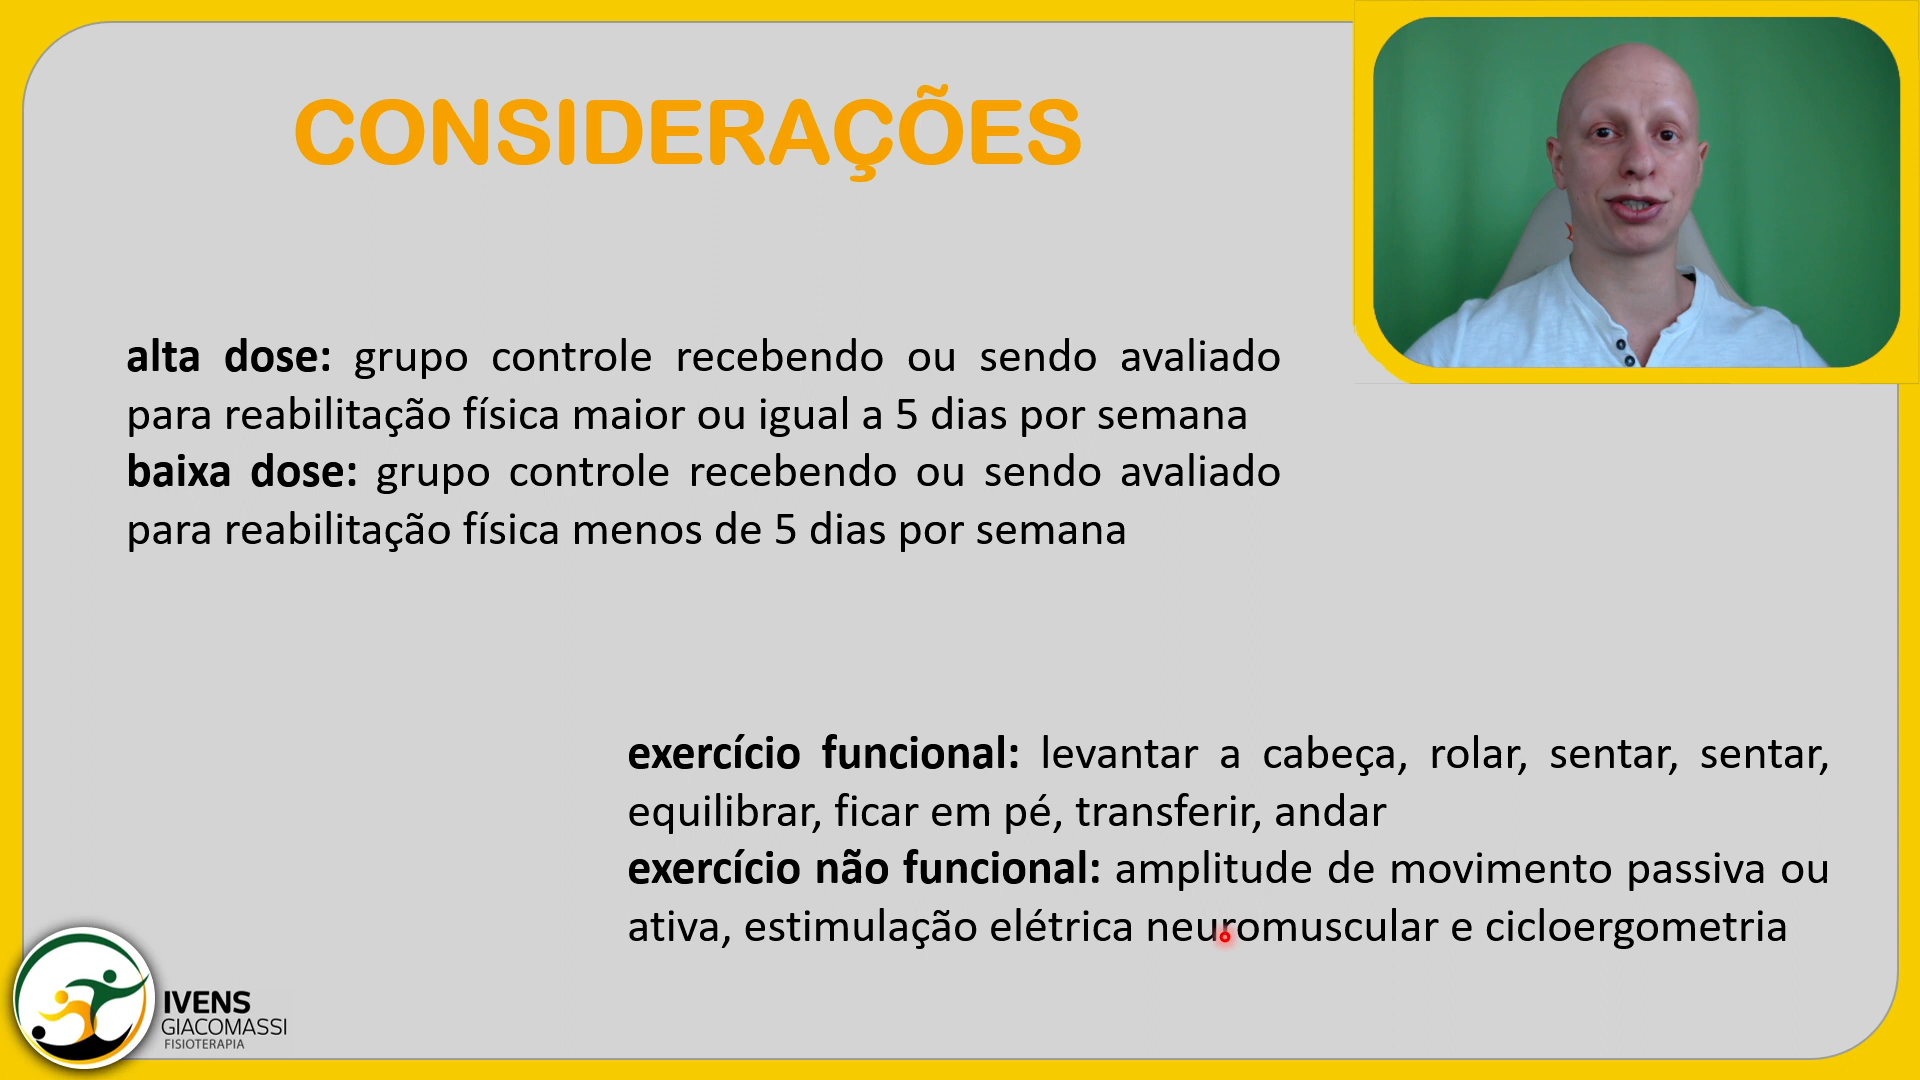 CONSIDERAÇÕES
alta dose: grupo controle recebendo ou sendo avaliado
para reabilitação física maior ou igual a 5 dias por semana
baixa dose: grupo controle recebendo ou sendo avaliado
para reabilitação física menos de 5 dias por semana
exercício funcional: levantar a cabeça, rolar, sentar, sentar,
equilibrar, ficar em pé, transferir, andar
exercício não funcional: amplitude de movimento passiva ou
ativa, estimulação elétrica neuromuscular e cicloergometria
IVENS
GIACOMASSI
FISIOTERAPIA